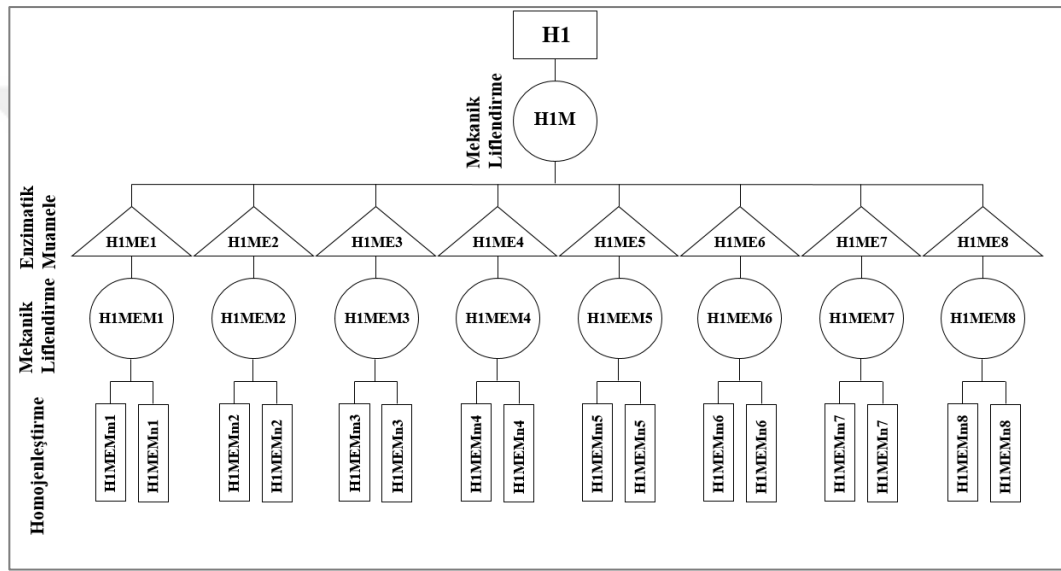 H1
Mekanik
Liflendirme
H1M
Enzimatik
Muamele
H1ME1 H1ME2 H1ME3 H1ME4 H1ME5 H1ME6 H1ME7 H1ME8
Mekanik
Liflendirme
H1MEM1 H1MEM2 H1MEM3 H1MEM4 H1MEM5 H1MEM6 H1MEM7 H1MEM8
Homojenleştirme
H1MEMm1 H1MEMn1 H1MEMm2 H1MEMn2 H1MEMm3 H1MEMn3 H1MEMm4 H1MEMn4 H1MEMm5 H1MEMn5 H1MEMm6 H1MEMn6 H1MEMm7 H1MEMn7 H1MEMm8 H1MEMn8